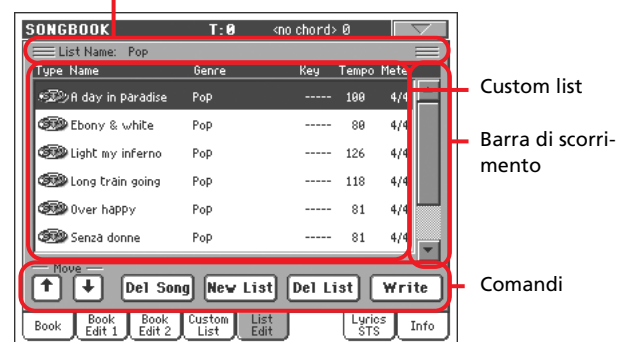 SONGBOOK T:0 <no chord> 0
List Name: Pop
Type Name Genre Key Tempo Mete
A day in paradise Pop ----- 100 4/4
Ebony & white Pop ----- 80 4/4
Light my inferno Pop ----- 126 4/4
Long train going Pop ----- 118 4/4
Over happy Pop ----- 81 4/4
Senza donne Pop ----- 81 4/4
Custom list
Barra di scorri-
mento
Move
Del Song New List Del List Write
Comandi
Book Book Edit 1 Book Edit 2 Custom List List Edit Lyrics STS Info